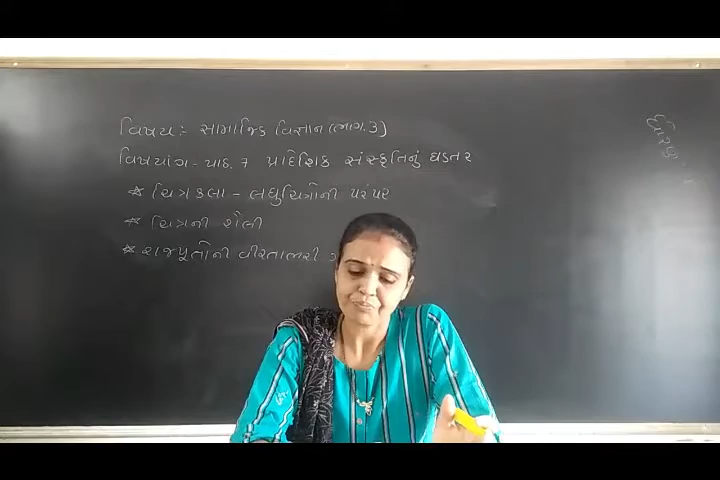 વિષય :- સામાજિક વિજ્ઞાન (ભાગ.3)
વિષયાંગ - પાઠ. 7 પ્રાદેશિક સંસ્કૃતિનું ઘડતર
* ચિત્રકલા - લઘુચિત્રોની પરંપર
* ચિત્રની શૈલી
* રાજપૂતોની વીરતાભરી